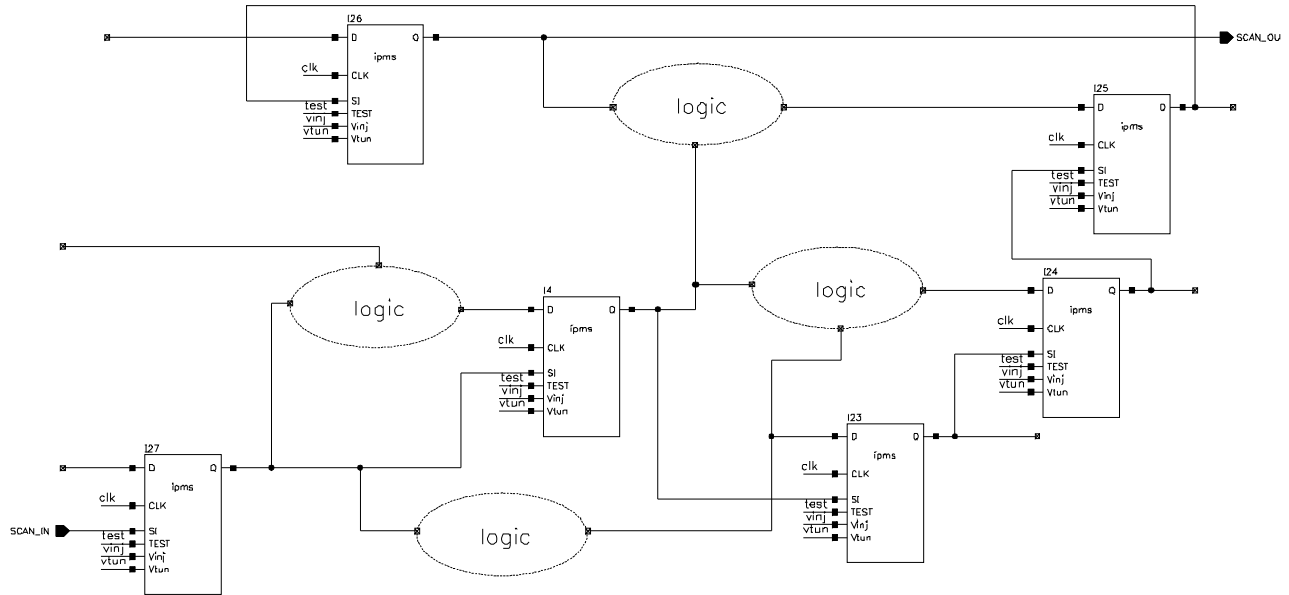 I26
D Q
ipms
clk CLK
SI
test TEST
vinj Vinj
vtun Vtun
SCAN_OU
logic
I25
D Q
ipms
clk CLK
SI
test TEST
vinj Vinj
vtun Vtun
logic
I4
D Q
ipms
clk CLK
SI
test TEST
vinj Vinj
vtun Vtun
logic
I24
D Q
ipms
clk CLK
SI
test TEST
vinj Vinj
vtun Vtun
I23
D Q
ipms
clk CLK
SI
test TEST
vinj Vinj
vtun Vtun
I27
D Q
ipms
clk CLK
SCAN_IN SI
test TEST
vinj Vinj
vtun Vtun
logic